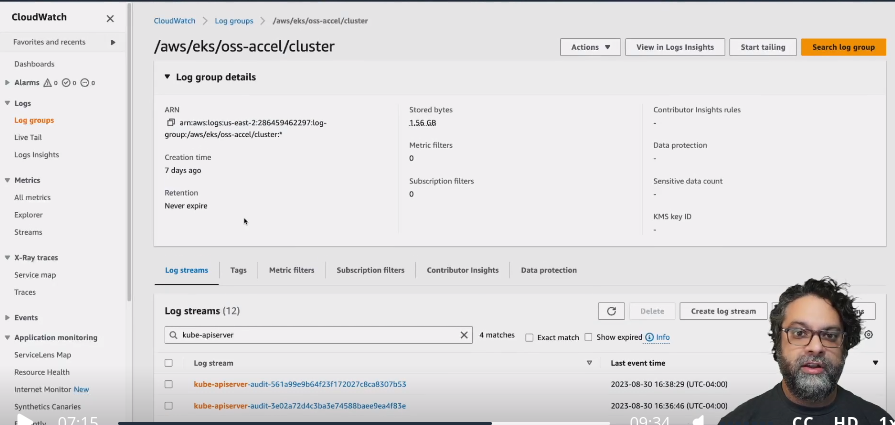 CloudWatch
Favorites and recents
Dashboards
Alarms 0 0 0
Logs
Log groups
Live Tail
Logs Insights
Metrics
All metrics
Explorer
Streams
X-Ray traces
Service map
Traces
Events
Application monitoring
ServiceLens Map
Resource Health
Internet Monitor New
Synthetics Canaries
CloudWatch Log groups /aws/eks/oss-accel/cluster
/aws/eks/oss-accel/cluster
Actions View in Logs Insights Start tailing Search log group
Log group details
ARN
arn:aws:logs:us-east-2:286459462297:log-
group:/aws/eks/oss-accel/cluster:*
Creation time
7 days ago
Retention
Never expire
Stored bytes
1.56 GB
Metric filters
0
Subscription filters
0
Contributor Insights rules
-
Data protection
-
Sensitive data count
-
KMS key ID
-
Log streams Tags Metric filters Subscription filters Contributor Insights Data protection
Log streams (12)
Delete Create log stream
kube-apiserver 4 matches Exact match Show expired Info
Log stream Last event time
kube-apiserver-audit-561a99e9b64f23f172027c8ca8307b53 2023-08-30 16:38:29 (UTC-04:00)
kube-apiserver-audit-3e02a72d4c3ba3e74588baee9ea4f83e 2023-08-30 16:36:46 (UTC-04:00)
07:15 09:34 CC HD